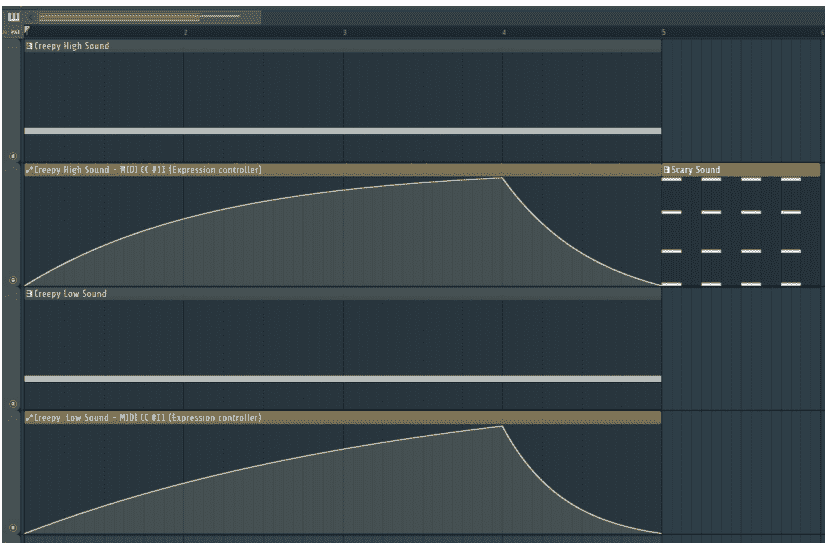 2
3
4
5
6
Creepy High Sound
Creepy High Sound - MIDI CC #11 (Expression controller)
Scary Sound
Creepy Low Sound
Creepy Low Sound - MIDI CC #11 (Expression controller)